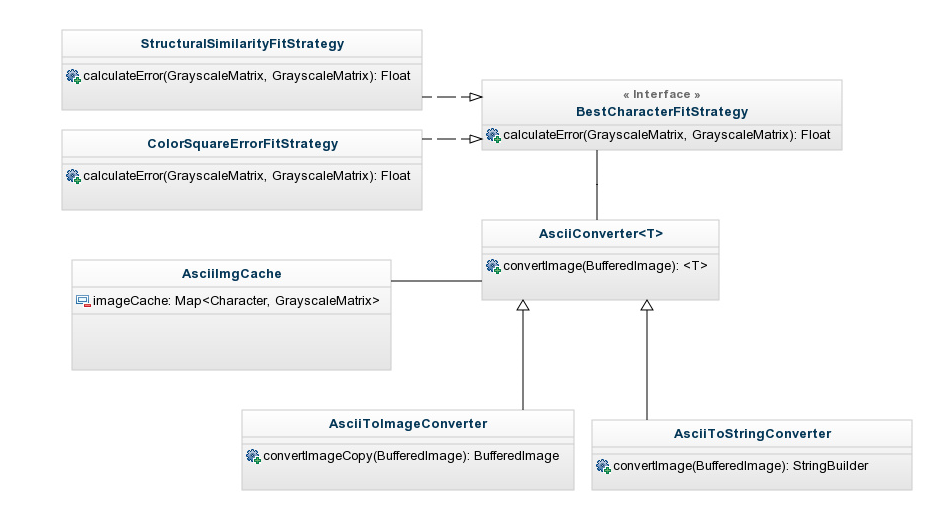 StructuralSimilarityFitStrategy
calculateError(GrayscaleMatrix, GrayscaleMatrix): Float
« Interface »
BestCharacterFitStrategy
calculateError(GrayscaleMatrix, GrayscaleMatrix): Float
ColorSquareErrorFitStrategy
calculateError(GrayscaleMatrix, GrayscaleMatrix): Float
AsciiConverter<T>
convertImage(BufferedImage): <T>
AsciiImgCache
imageCache: Map<Character, GrayscaleMatrix>
AsciiToImageConverter
convertImageCopy(BufferedImage): BufferedImage
AsciiToStringConverter
convertImage(BufferedImage): StringBuilder